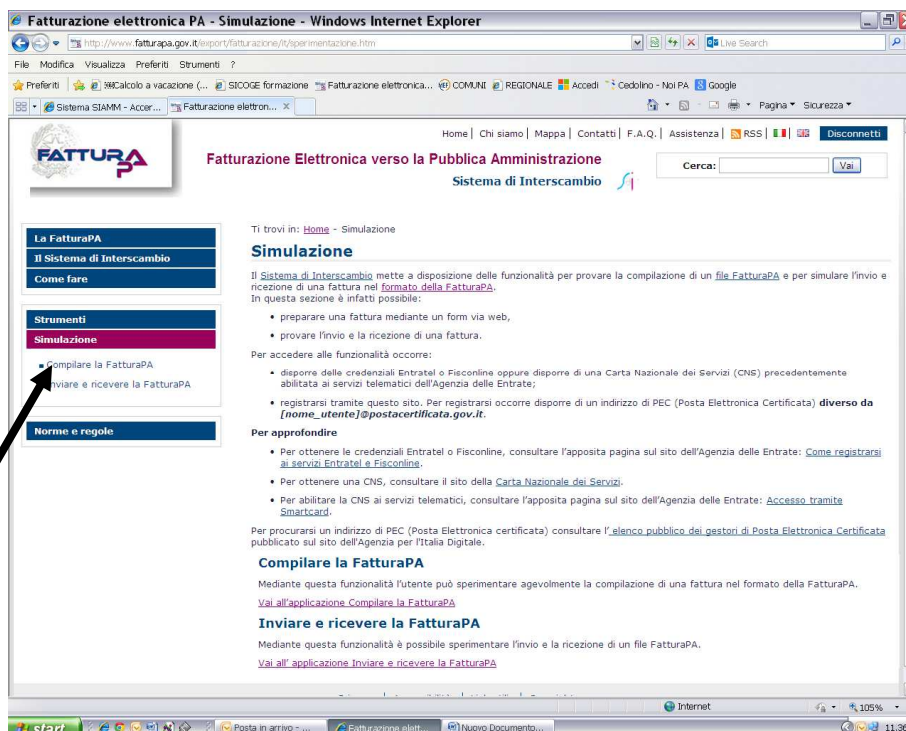 Fatturazione elettronica PA - Simulazione - Windows Internet Explorer
http://www.fatturapa.gov.it/export/fatturazione/it/sperimentazione.htm
Live Search
File Modifica Visualizza Preferiti Strumenti ?
Preferiti Calcolo a vacazione (... SICOGE formazione Fatturazione elettronica... COMUNI REGIONALE Accedi Cedolino - Noi PA Google
Sistema SIAMM - Accer... Fatturazione elettron... X Pagina Sicurezza
Home | Chi siamo | Mappa | Contatti | F.A.Q. | Assistenza | RSS | Disconnetti
FATTURA PA
Fatturazione Elettronica verso la Pubblica Amministrazione
Sistema di Interscambio
Cerca: Vai
La FatturaPA
Il Sistema di Interscambio
Come fare
Strumenti
Simulazione
Compilare la FatturaPA
Inviare e ricevere la FatturaPA
Norme e regole
Ti trovi in: Home - Simulazione
Simulazione
Il Sistema di Interscambio mette a disposizione delle funzionalità per provare la compilazione di un file FatturaPA e per simulare l'invio e
ricezione di una fattura nel formato della FatturaPA.
In questa sezione è infatti possibile:
• preparare una fattura mediante un form via web,
• provare l'invio e la ricezione di una fattura.
Per accedere alle funzionalità occorre:
• disporre delle credenziali Entratel o Fisconline oppure disporre di una Carta Nazionale dei Servizi (CNS) precedentemente
abilitata ai servizi telematici dell'Agenzia delle Entrate;
• registrarsi tramite questo sito. Per registrarsi occorre disporre di un indirizzo di PEC (Posta Elettronica Certificata) diverso da
[nome_utente]@postacertificata.gov.it.
Per approfondire
• Per ottenere le credenziali Entratel o Fisconline, consultare l'apposita pagina sul sito dell'Agenzia delle Entrate: Come registrarsi
ai servizi Entratel e Fisconline.
• Per ottenere una CNS, consultare il sito della Carta Nazionale dei Servizi.
• Per abilitare la CNS ai servizi telematici, consultare l'apposita pagina sul sito dell'Agenzia delle Entrate: Accesso tramite
Smartcard.
Per procurarsi un indirizzo di PEC (Posta Elettronica certificata) consultare l' elenco pubblico dei gestori di Posta Elettronica Certificata
pubblicato sul sito dell'Agenzia per l'Italia Digitale.
Compilare la FatturaPA
Mediante questa funzionalità l'utente può sperimentare agevolmente la compilazione di una fattura nel formato della FatturaPA.
Vai all'applicazione Compilare la FatturaPA
Inviare e ricevere la FatturaPA
Mediante questa funzionalità è possibile sperimentare l'invio e la ricezione di un file FatturaPA.
Vai all' applicazione Inviare e ricevere la FatturaPA
Internet 105%
start Posta in arrivo - ... Fatturazione elett... Nuovo Documento... 11.36